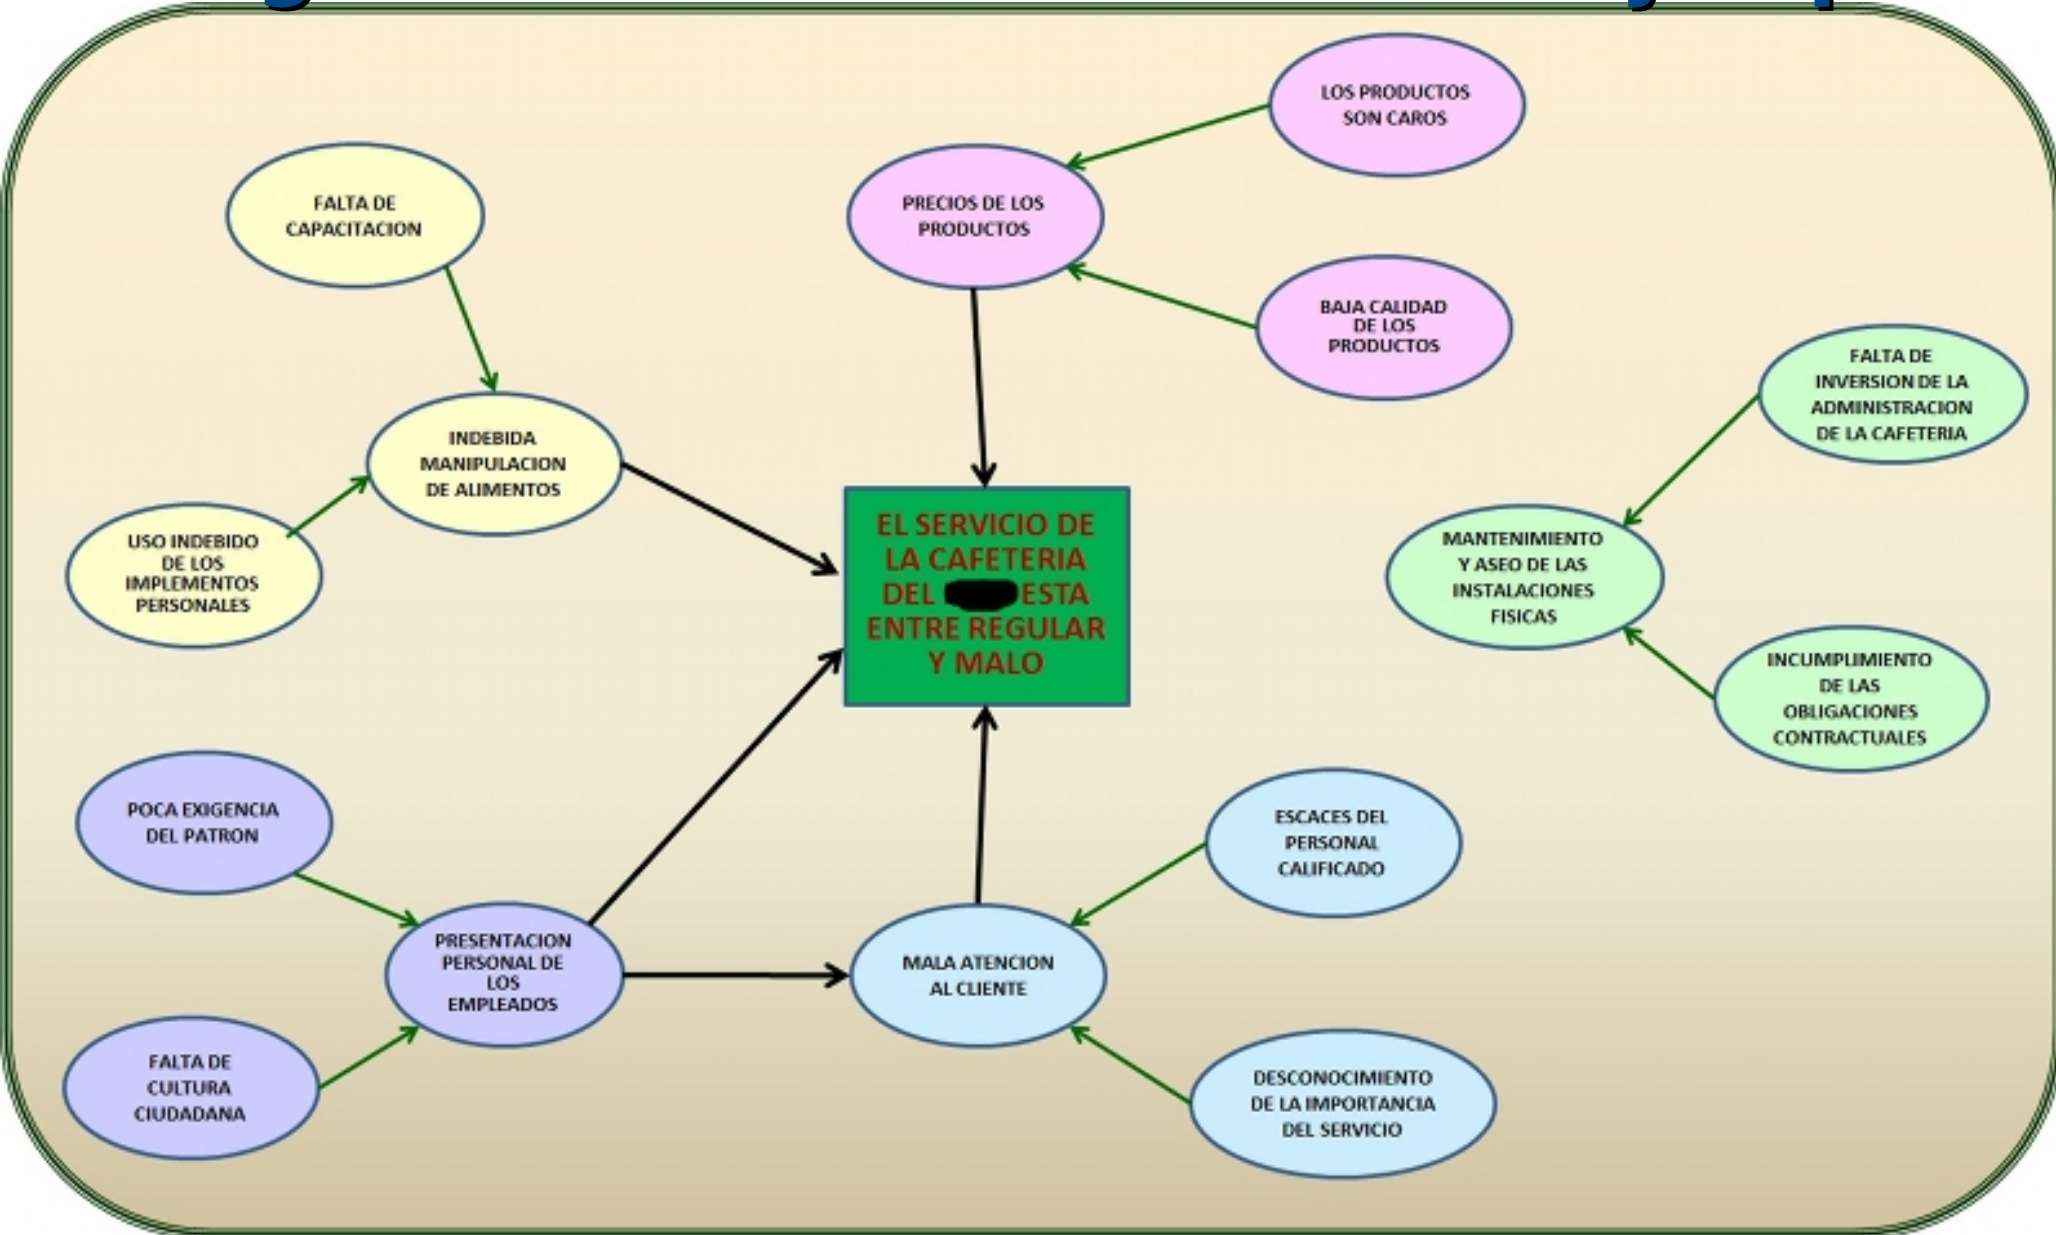 LOS PRODUCTOS
SON CAROS
FALTA DE
CAPACITACION
PRECIOS DE LOS
PRODUCTOS
BAJA CALIDAD
DE LOS
PRODUCTOS
FALTA DE
INVERSION DE LA
ADMINISTRACION
DE LA CAFETERIA
INDEBIDA
MANIPULACION
DE ALIMENTOS
USO INDEBIDO
DE LOS
IMPLEMENTOS
PERSONALES
EL SERVICIO DE
LA CAFETERIA
DEL ESTA
ENTRE REGULAR
Y MALO
MANTENIMIENTO
Y ASEO DE LAS
INSTALACIONES
FISICAS
INCUMPLIMIENTO
DE LAS
OBLIGACIONES
CONTRACTUALES
POCA EXIGENCIA
DEL PATRON
ESCACES DEL
PERSONAL
CALIFICADO
PRESENTACION
PERSONAL DE
LOS
EMPLEADOS
MALA ATENCION
AL CLIENTE
FALTA DE
CULTURA
CIUDADANA
DESCONOCIMIENTO
DE LA IMPORTANCIA
DEL SERVICIO